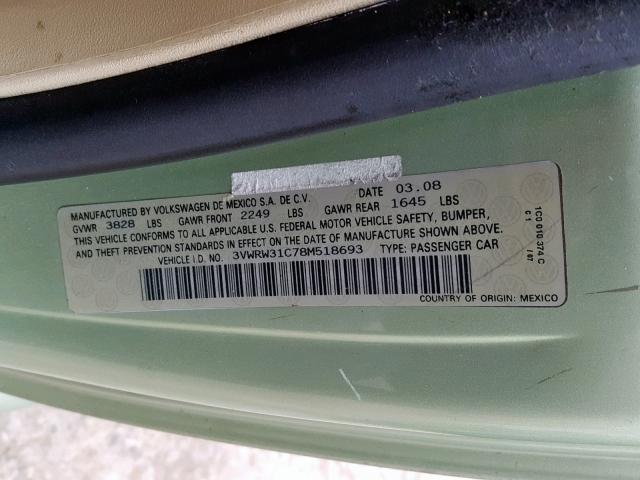 MANUFACTURED BY VOLKSWAGEN DE MEXICO S.A. DE C.V. DATE 03.08
GVWR 3828 LBS GAWR FRONT 2249 LBS GAWR REAR 1645 LBS
THIS VEHICLE CONFORMS TO ALL APPLICABLE U.S. FEDERAL MOTOR VEHICLE SAFETY, BUMPER,
AND THEFT PREVENTION STANDARDS IN EFFECT ON THE DATE OF MANUFACTURE SHOWN ABOVE.
VEHICLE I.D. NO. 3VWRW31C78M518693 TYPE: PASSENGER CAR
COUNTRY OF ORIGIN: MEXICO
1C0 010 374 C
C1 /07